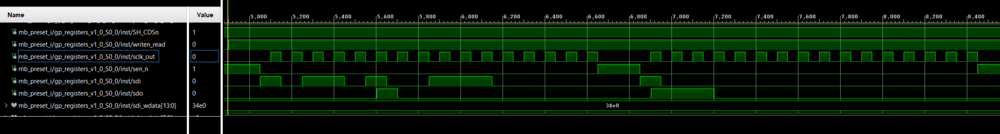 Name Value
5,000 5,200 5,400 5,600 5,800 6,000 6,200 6,400 6,600 6,800 7,000 7,200 7,400 7,600 7,800 8,000 8,200 8,400
mb_preset_i/gp_registers_v1_0_S0_0/inst/SH_CDSn 1
mb_preset_i/gp_registers_v1_0_S0_0/inst/writen_read 0
mb_preset_i/gp_registers_v1_0_S0_0/inst/sclk_out 0
mb_preset_i/gp_registers_v1_0_S0_0/inst/sen_n 1
mb_preset_i/gp_registers_v1_0_S0_0/inst/sdi 0
mb_preset_i/gp_registers_v1_0_S0_0/inst/sdo 0
mb_preset_i/gp_registers_v1_0_S0_0/inst/sdi_wdata[13:0] 34e0 34e0